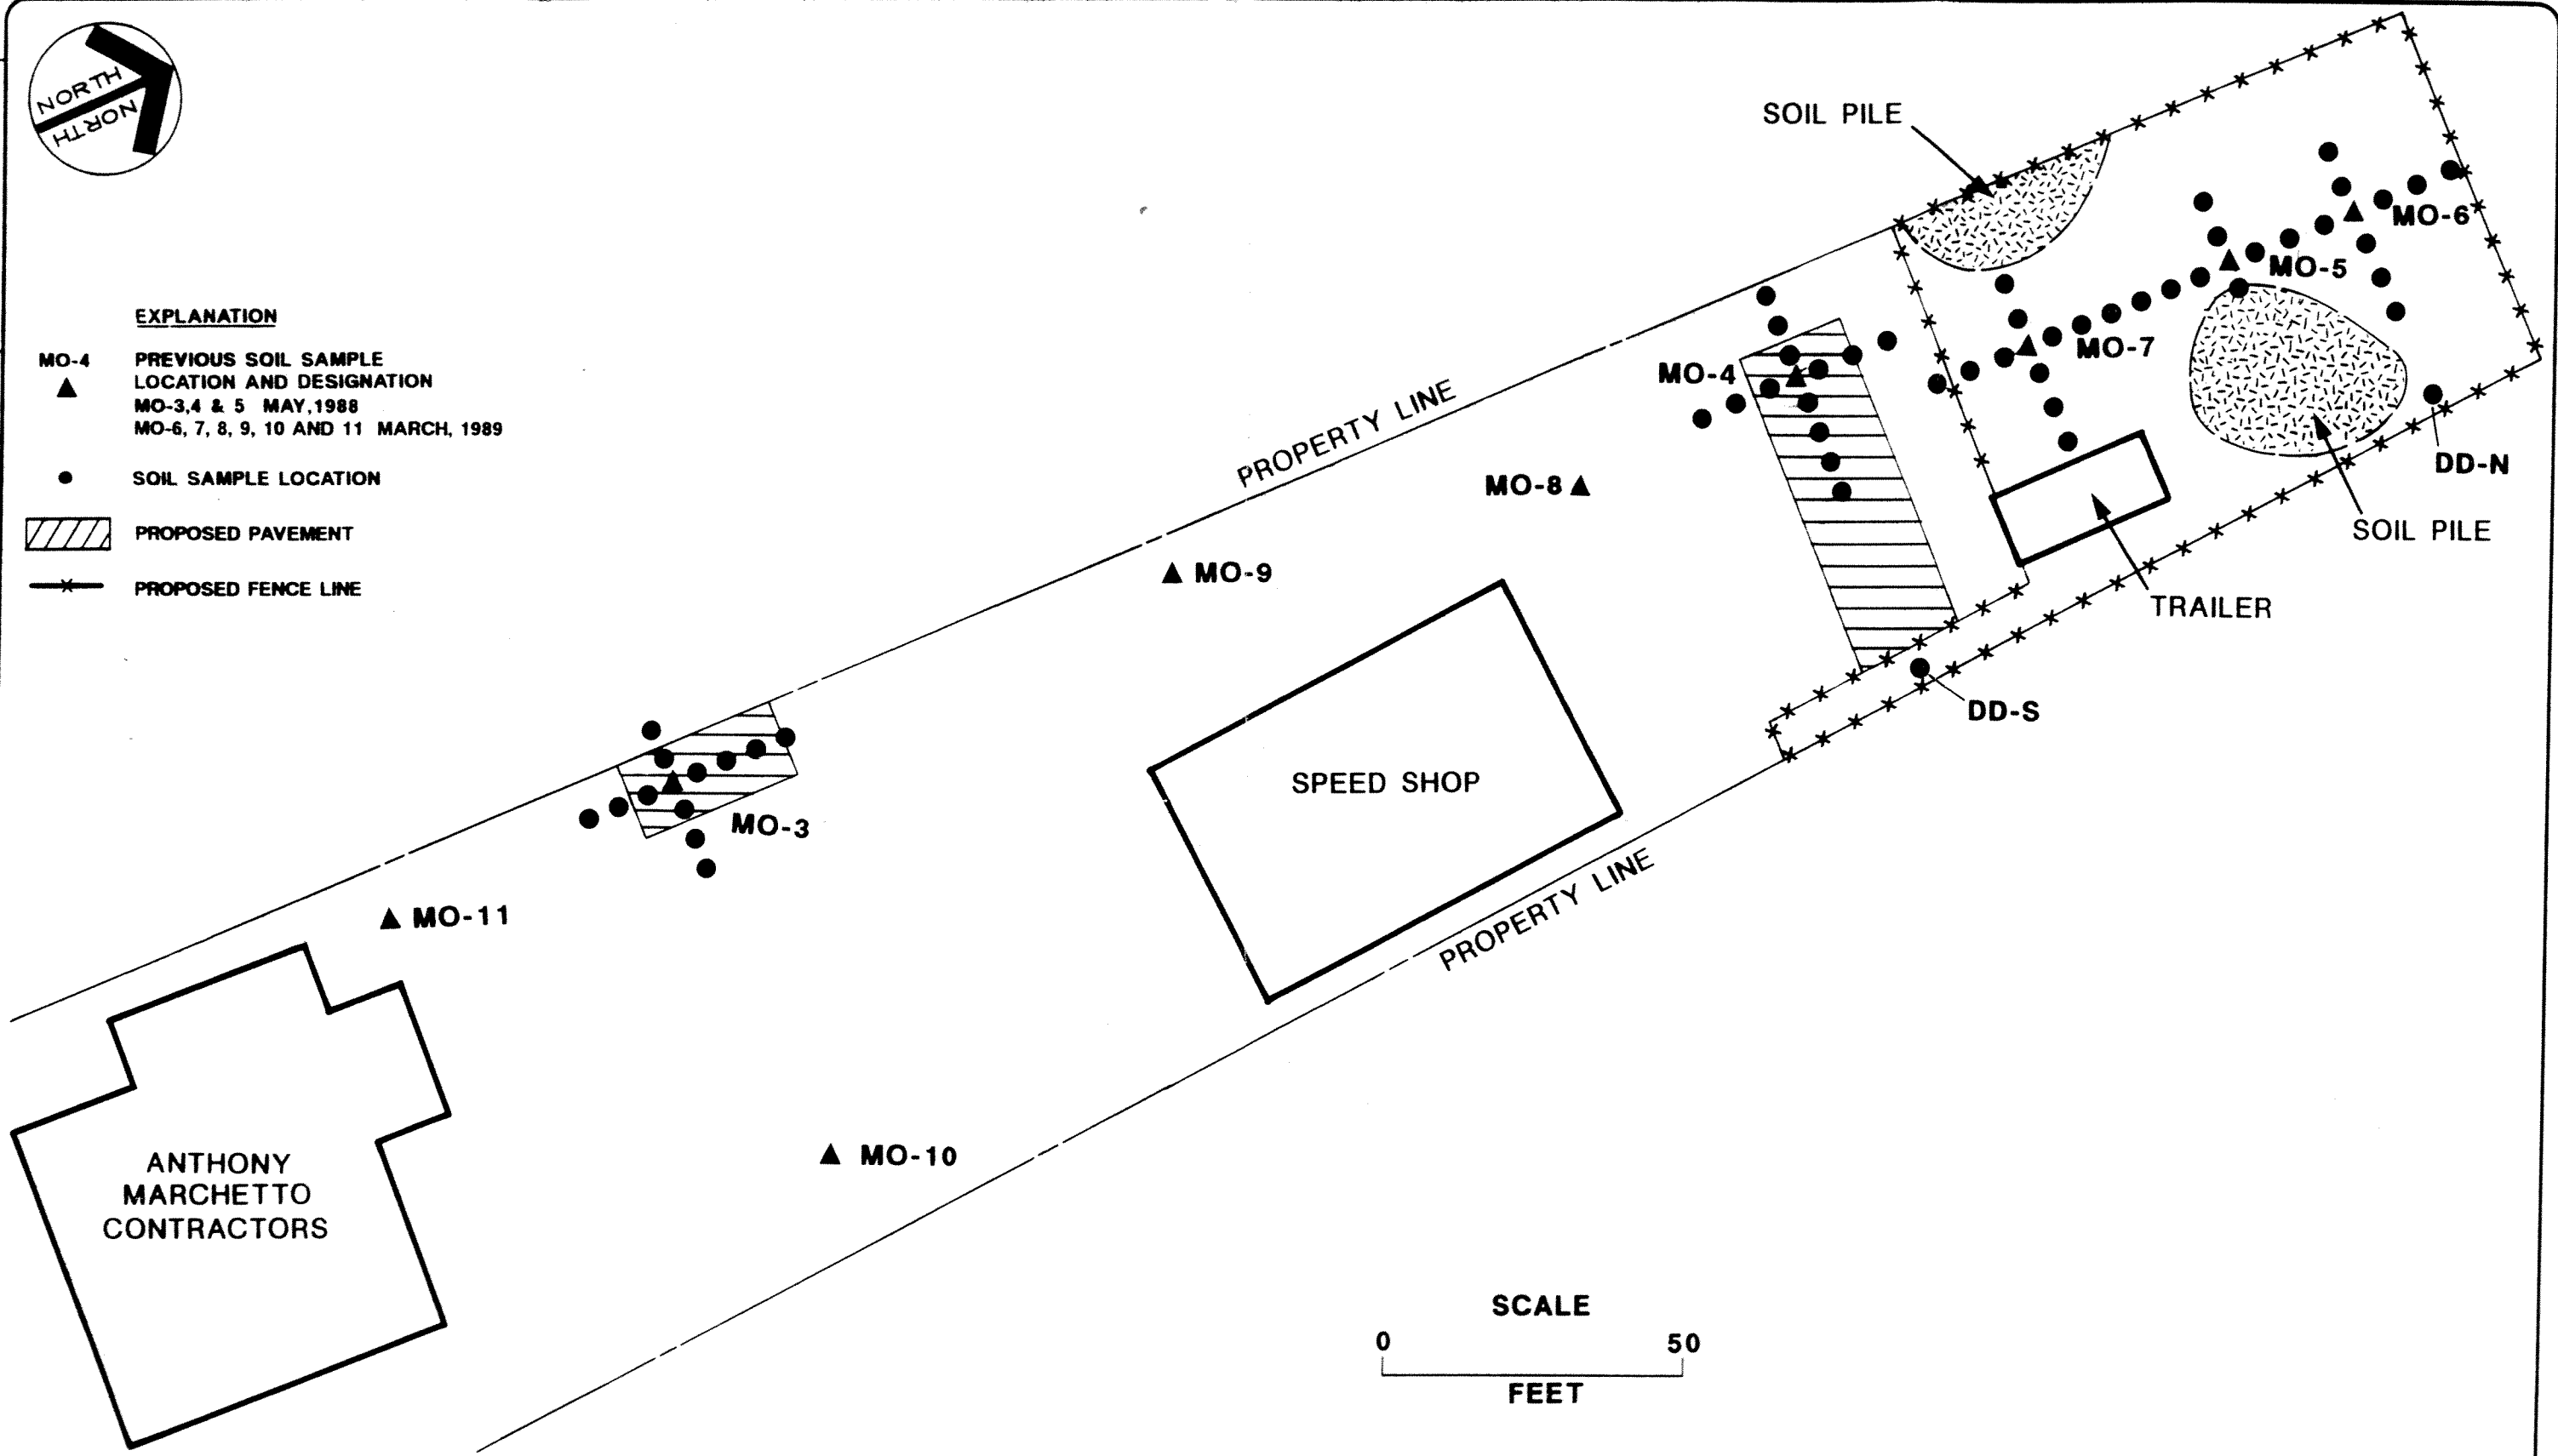 NORTH
NORTH
EXPLANATION
MO-4 PREVIOUS SOIL SAMPLE
LOCATION AND DESIGNATION
MO-3,4 & 5 MAY,1988
MO-6, 7, 8, 9, 10 AND 11 MARCH, 1989
SOIL SAMPLE LOCATION
PROPOSED PAVEMENT
PROPOSED FENCE LINE
SOIL PILE
MO-6
MO-5
MO-7
MO-4
PROPERTY LINE
DD-N
MO-8
SOIL PILE
MO-9
TRAILER
DD-S
SPEED SHOP
MO-3
PROPERTY LINE
MO-11
MO-10
ANTHONY
MARCHETTO
CONTRACTORS
SCALE
0 50
FEET